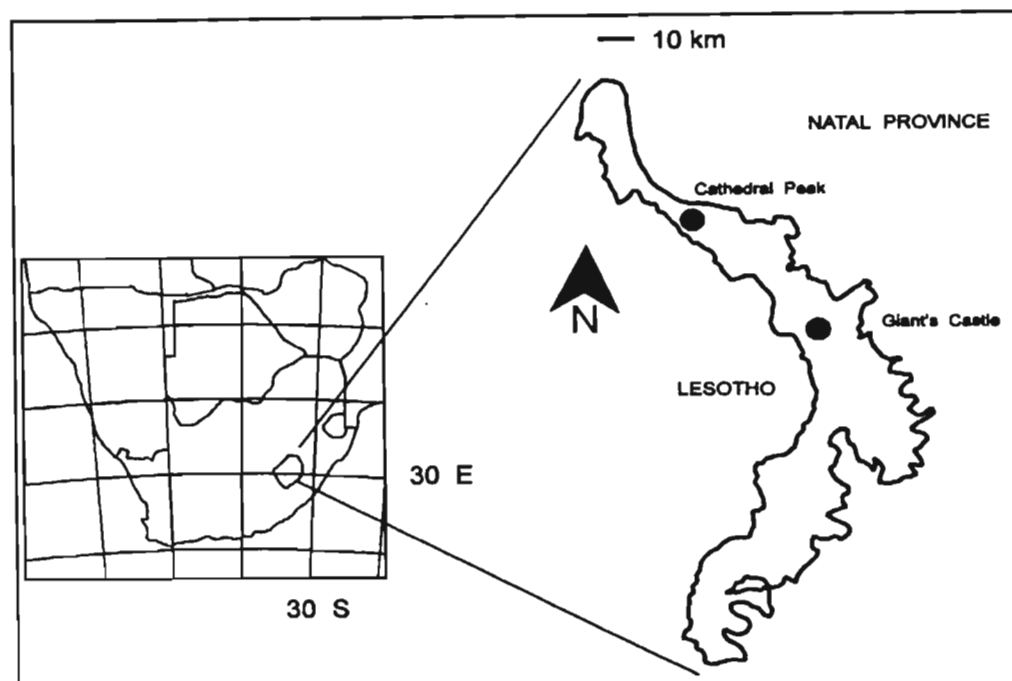 10 km
NATAL PROVINCE
Cathedral Peak
N
Giant's Castle
LESOTHO
30 E
30 S